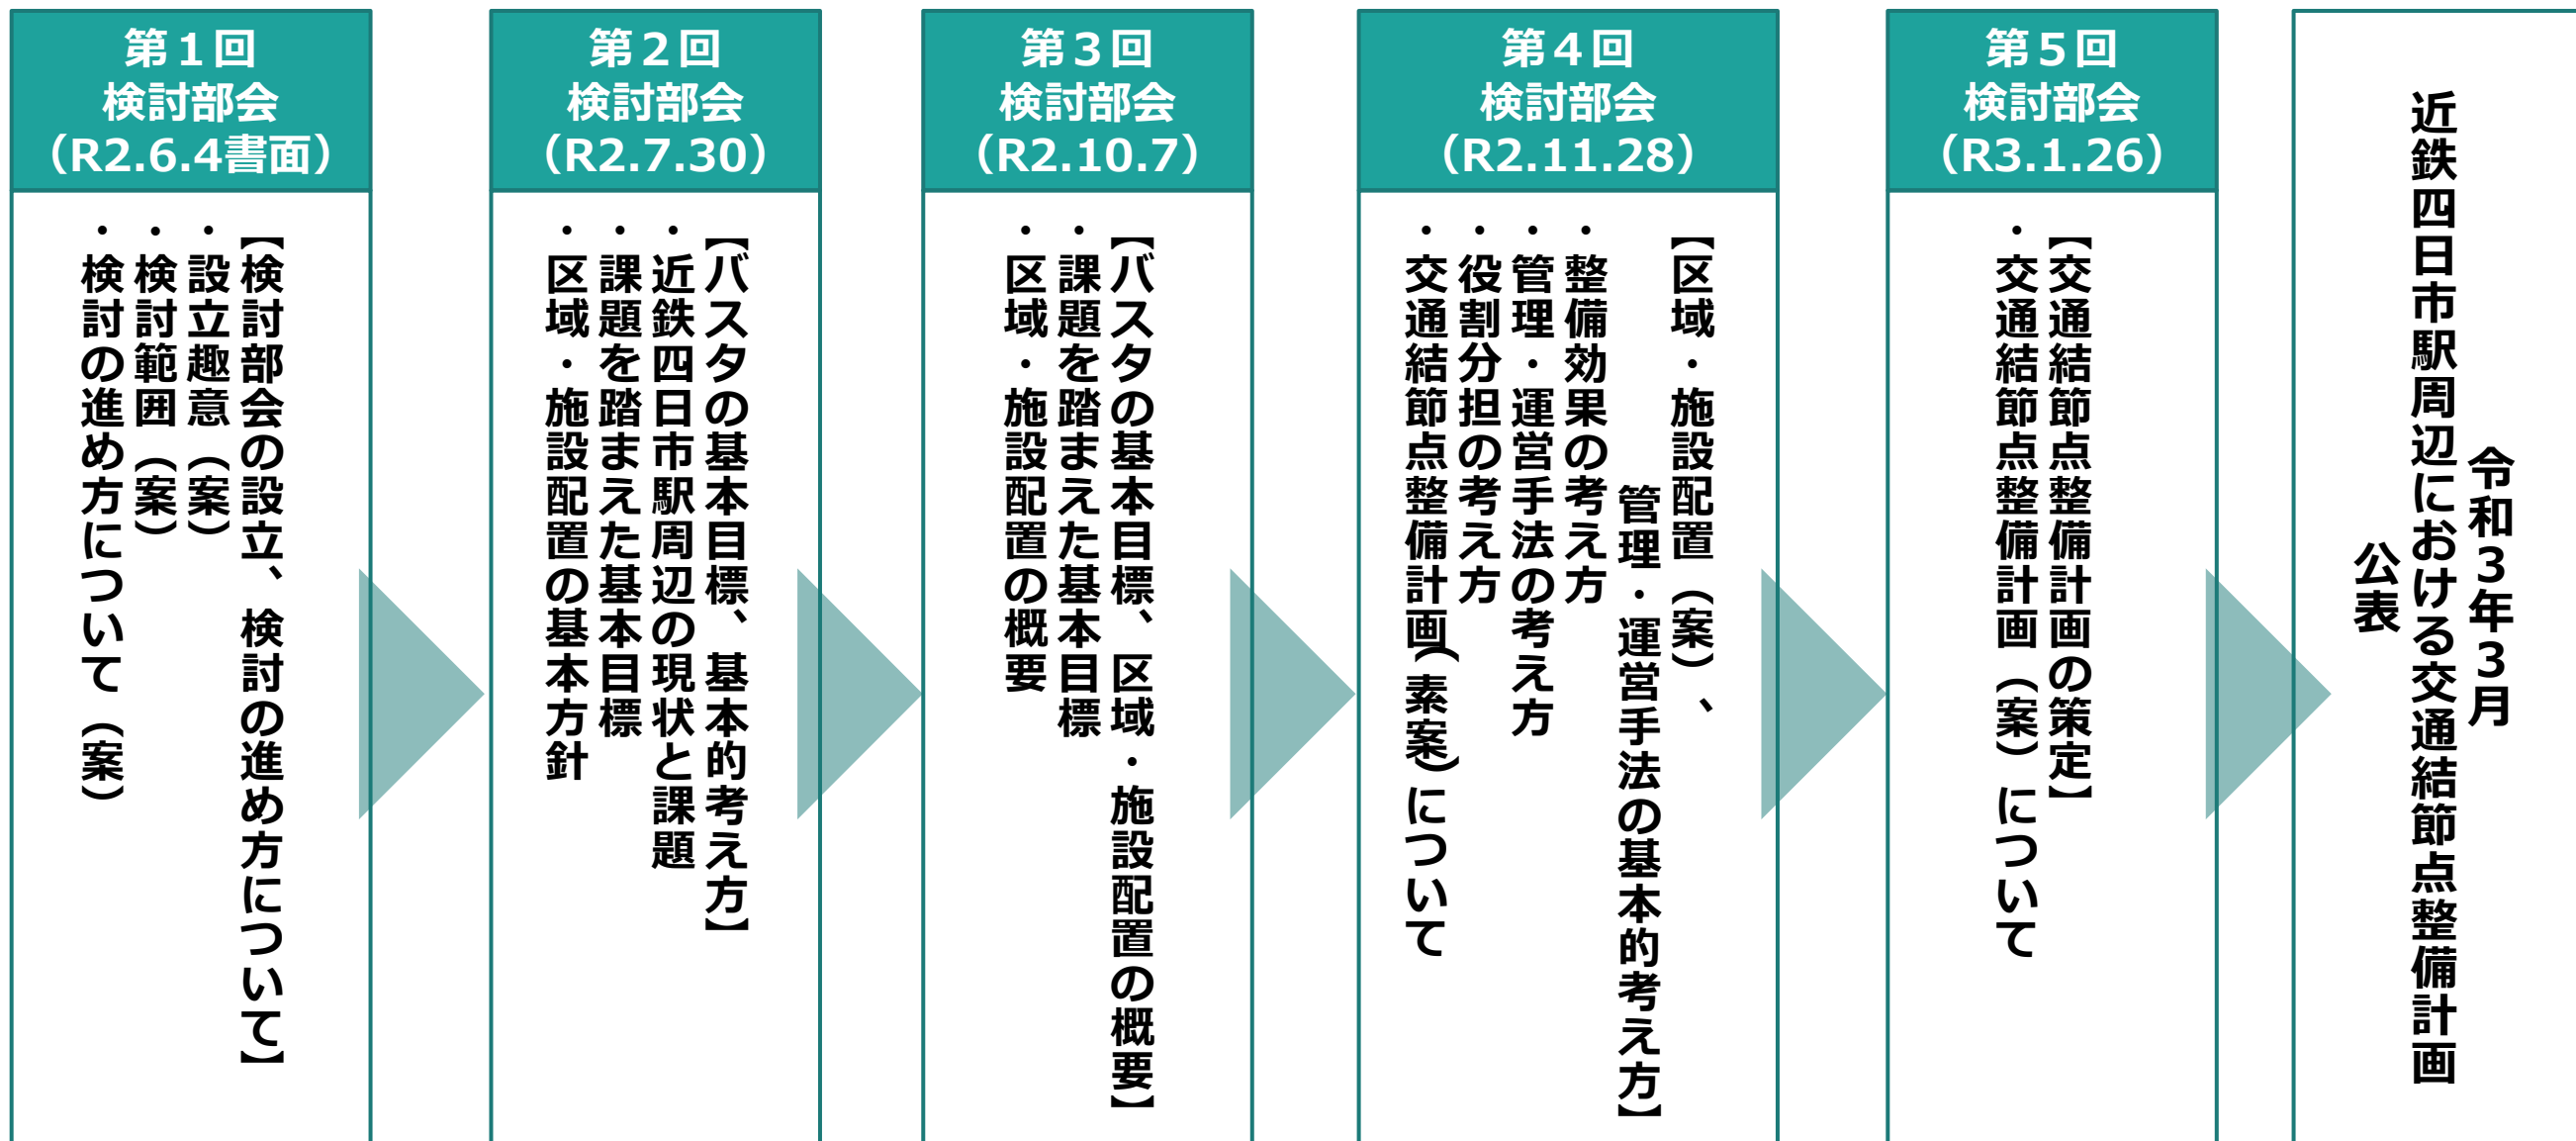 第１回
検討部会
（R2.6.4書面）
【検討部会の設立、検討の進め方について】
・設立趣意（案）
・検討範囲（案）
・検討の進め方について（案）
第２回
検討部会
（R2.7.30）
【バスタの基本目標、基本的考え方】
・近鉄四日市駅周辺の現状と課題
・課題を踏まえた基本目標
・区域・施設配置の基本方針
第３回
検討部会
（R2.10.7）
【バスタの基本目標、区域・施設配置の概要】
・課題を踏まえた基本目標
・区域・施設配置の概要
第４回
検討部会
（R2.11.28）
【区域・施設配置（案）、
管理・運営手法の基本的考え方】
・整備効果の考え方
・管理・運営手法の考え方
・役割分担の考え方
・交通結節点整備計画（素案）について
第５回
検討部会
（R3.1.26）
【交通結節点整備計画の策定】
・交通結節点整備計画（案）について
令和３年３月
近鉄四日市駅周辺における交通結節点整備計画
公表